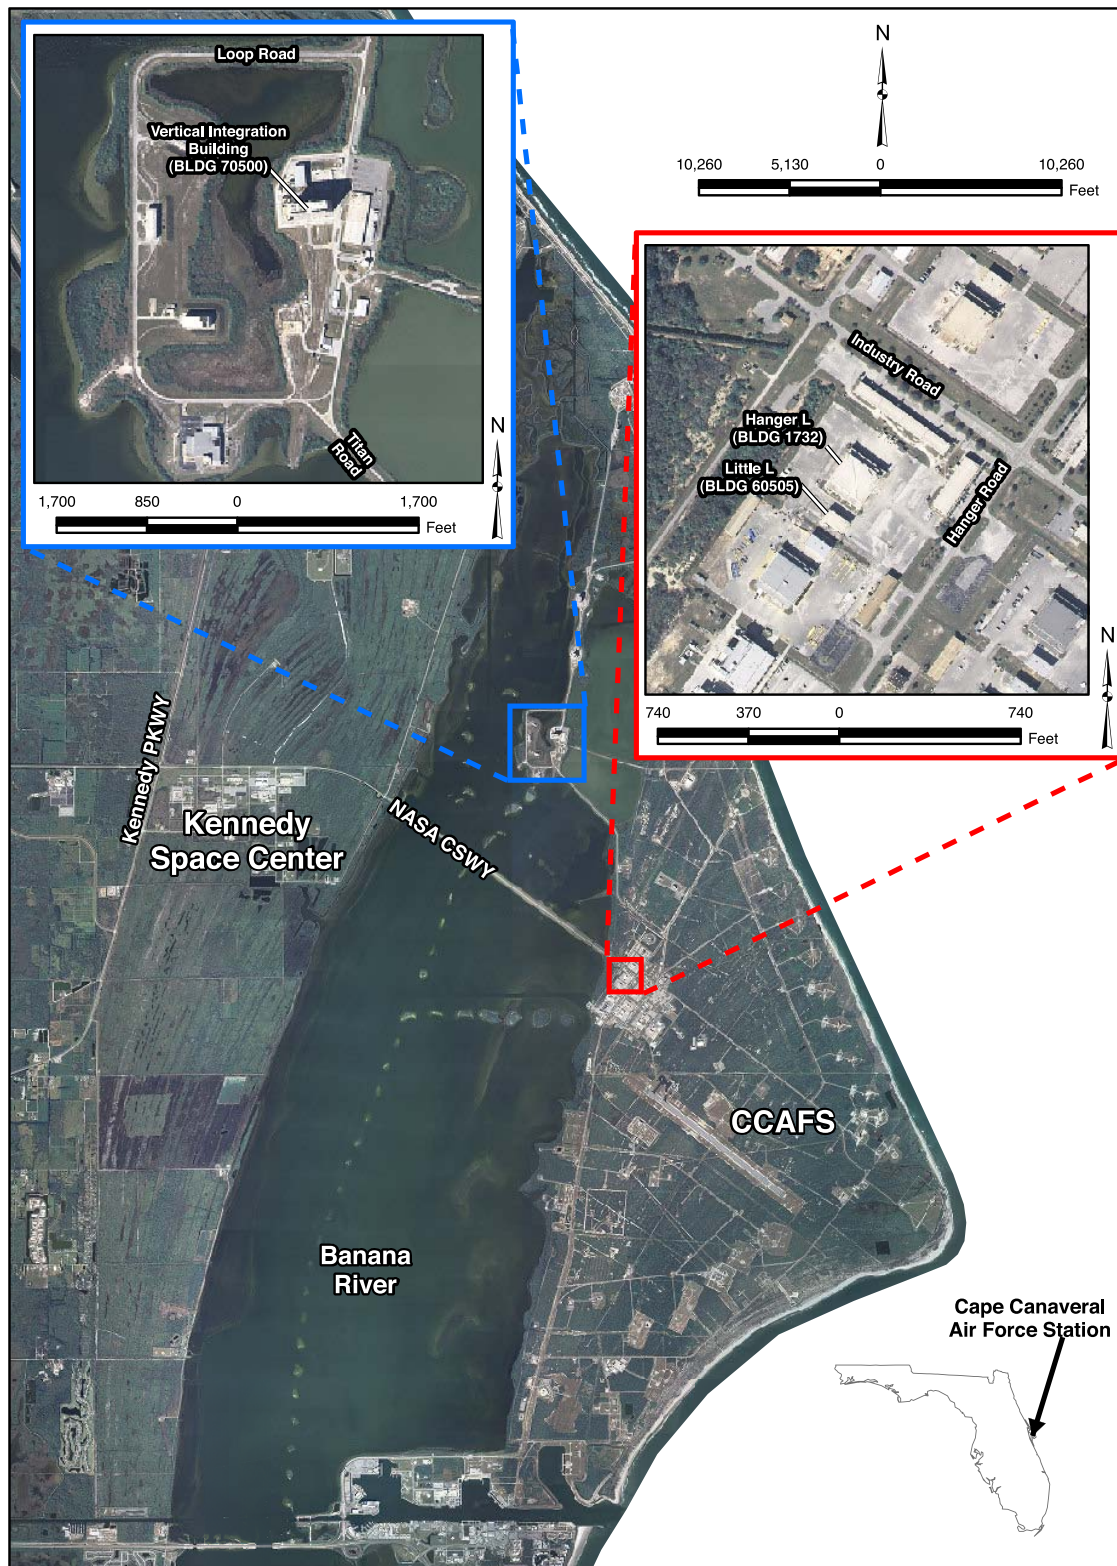 Loop Road
Vertical Integration
Building
(BLDG 70500)
Titan
Road
N
1,700 850 0 1,700
Feet
N
10,260 5,130 0 10,260
Feet
Industry Road
Hanger L
(BLDG 1732)
Little L
(BLDG 60505)
Hanger Road
N
740 370 0 740
Feet
Kennedy PKWY
Kennedy
Space Center
NASA CSWY
CCAFS
Banana
River
Cape Canaveral
Air Force Station